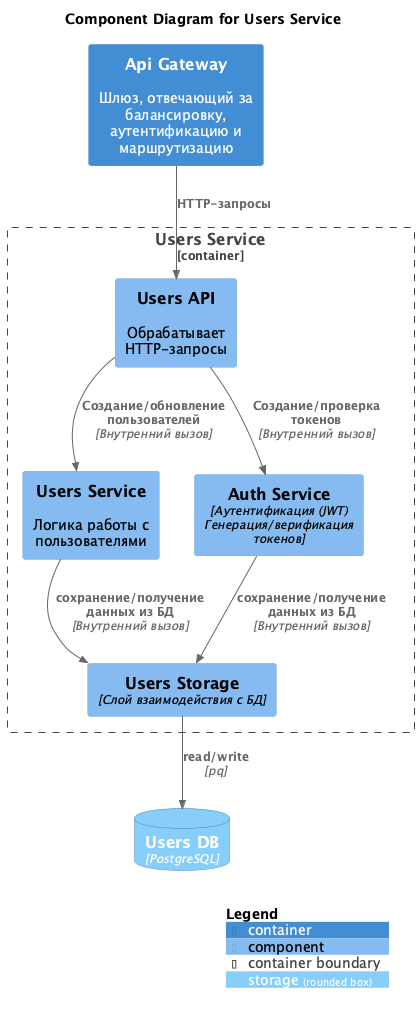 Component Diagram for Users Service
Api Gateway
Шлюз, отвечающий за
балансировку,
аутентификацию и
маршрутизацию
HTTP-запросы
Users Service
[container]
Users API
Обрабатывает
HTTP-запросы
Создание/обновление
пользователей
[Внутренний вызов]
Создание/проверка
токенов
[Внутренний вызов]
Users Service
Логика работы с
пользователями
Auth Service
[Аутентификация (JWT)
Генерация/верификация
токенов]
сохранение/получение
данных из БД
[Внутренний вызов]
сохранение/получение
данных из БД
[Внутренний вызов]
Users Storage
[Слой взаимодействия с БД]
read/write
[pq]
Users DB
[PostgreSQL]
Legend
container
component
container boundary
storage (rounded box)